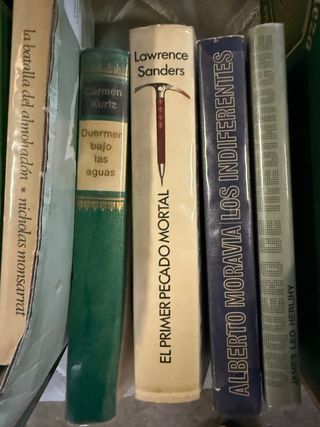 la batalla del almohadón * nicholas monsarrat
Carmen
Kurtz
Duermen
bajo
las
aguas
Lawrence
Sanders
EL PRIMER PECADO MORTAL
ALBERTO MORAVIA LOS INDIFERENTES
JAMES LEO HERLIHY